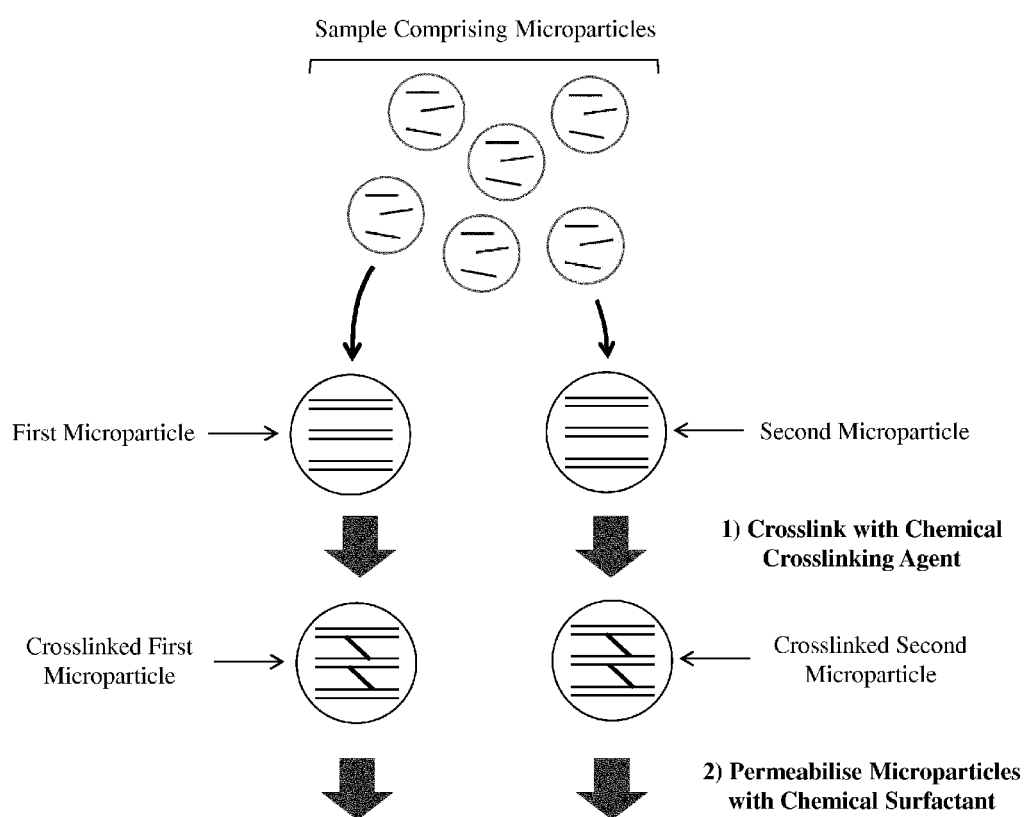 Sample Comprising Microparticles
First Microparticle
Second Microparticle
1) Crosslink with Chemical
Crosslinking Agent
Crosslinked First
Microparticle
Crosslinked Second
Microparticle
2) Permeabilise Microparticles
with Chemical Surfactant